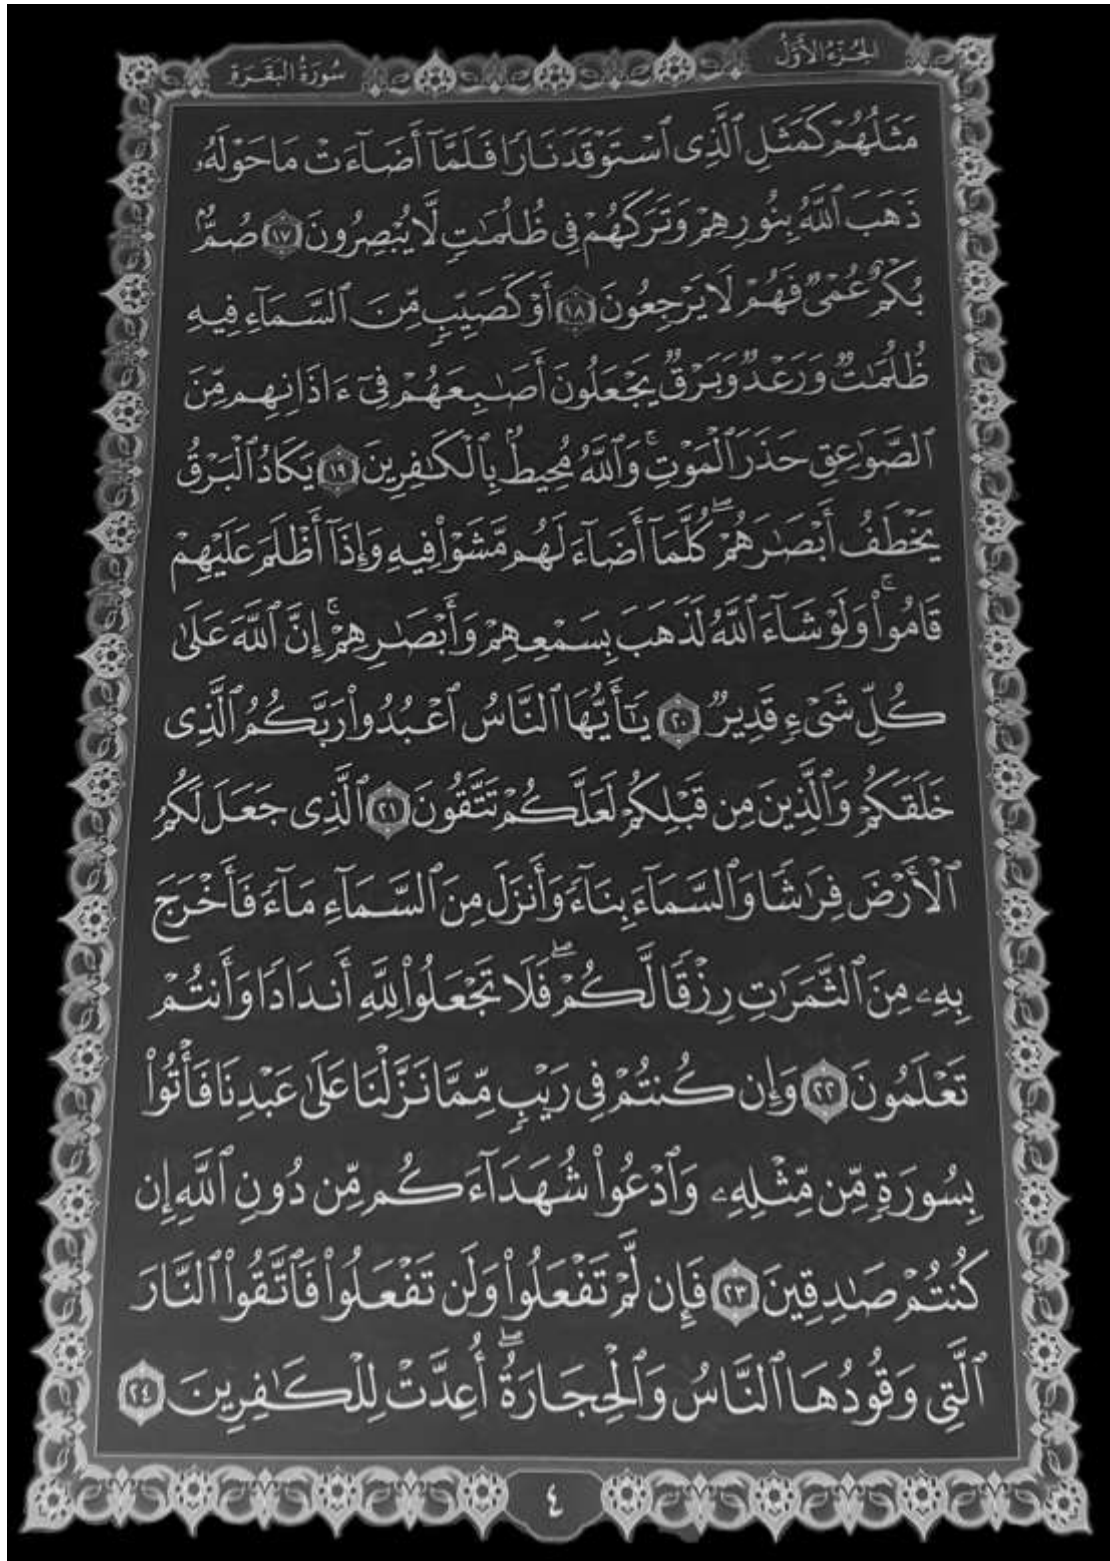 الجُزْءُ الأَوَّلُ
سُورَةُ البَقَرَةِ
مَثَلُهُمْ كَمَثَلِ ٱلَّذِى ٱسْتَوْقَدَ نَارًا فَلَمَّآ أَضَآءَتْ مَا حَوْلَهُۥ
ذَهَبَ ٱللَّهُ بِنُورِهِمْ وَتَرَكَهُمْ فِى ظُلُمَـٰتٍ لَّا يُبْصِرُونَ ١٧ صُمٌّۢ
بُكْمٌ عُمْىٌ فَهُمْ لَا يَرْجِعُونَ ١٨ أَوْ كَصَيِّبٍ مِّنَ ٱلسَّمَآءِ فِيهِ
ظُلُمَـٰتٌ وَرَعْدٌ وَبَرْقٌ يَجْعَلُونَ أَصَـٰبِعَهُمْ فِىٓ ءَاذَانِهِم مِّنَ
ٱلصَّوَٰعِقِ حَذَرَ ٱلْمَوْتِ ۚ وَٱللَّهُ مُحِيطٌۢ بِٱلْكَـٰفِرِينَ ١٩ يَكَادُ ٱلْبَرْقُ
يَخْطَفُ أَبْصَـٰرَهُمْ ۖ كُلَّمَآ أَضَآءَ لَهُم مَّشَوْا۟ فِيهِ وَإِذَآ أَظْلَمَ عَلَيْهِمْ
قَامُوا۟ ۚ وَلَوْ شَآءَ ٱللَّهُ لَذَهَبَ بِسَمْعِهِمْ وَأَبْصَـٰرِهِمْ ۚ إِنَّ ٱللَّهَ عَلَىٰ
كُلِّ شَىْءٍ قَدِيرٌ ٢٠ يَـٰٓأَيُّهَا ٱلنَّاسُ ٱعْبُدُوا۟ رَبَّكُمُ ٱلَّذِى
خَلَقَكُمْ وَٱلَّذِينَ مِن قَبْلِكُمْ لَعَلَّكُمْ تَتَّقُونَ ٢١ ٱلَّذِى جَعَلَ لَكُمُ
ٱلْأَرْضَ فِرَٰشًا وَٱلسَّمَآءَ بِنَآءً وَأَنزَلَ مِنَ ٱلسَّمَآءِ مَآءً فَأَخْرَجَ
بِهِۦ مِنَ ٱلثَّمَرَٰتِ رِزْقًا لَّكُمْ ۖ فَلَا تَجْعَلُوا۟ لِلَّهِ أَندَادًا وَأَنتُمْ
تَعْلَمُونَ ٢٢ وَإِن كُنتُمْ فِى رَيْبٍ مِّمَّا نَزَّلْنَا عَلَىٰ عَبْدِنَا فَأْتُوا۟
بِسُورَةٍ مِّن مِّثْلِهِۦ وَٱدْعُوا۟ شُهَدَآءَكُم مِّن دُونِ ٱللَّهِ إِن
كُنتُمْ صَـٰدِقِينَ ٢٣ فَإِن لَّمْ تَفْعَلُوا۟ وَلَن تَفْعَلُوا۟ فَٱتَّقُوا۟ ٱلنَّارَ
ٱلَّتِى وَقُودُهَا ٱلنَّاسُ وَٱلْحِجَارَةُ ۖ أُعِدَّتْ لِلْكَـٰفِرِينَ ٢٤
٤